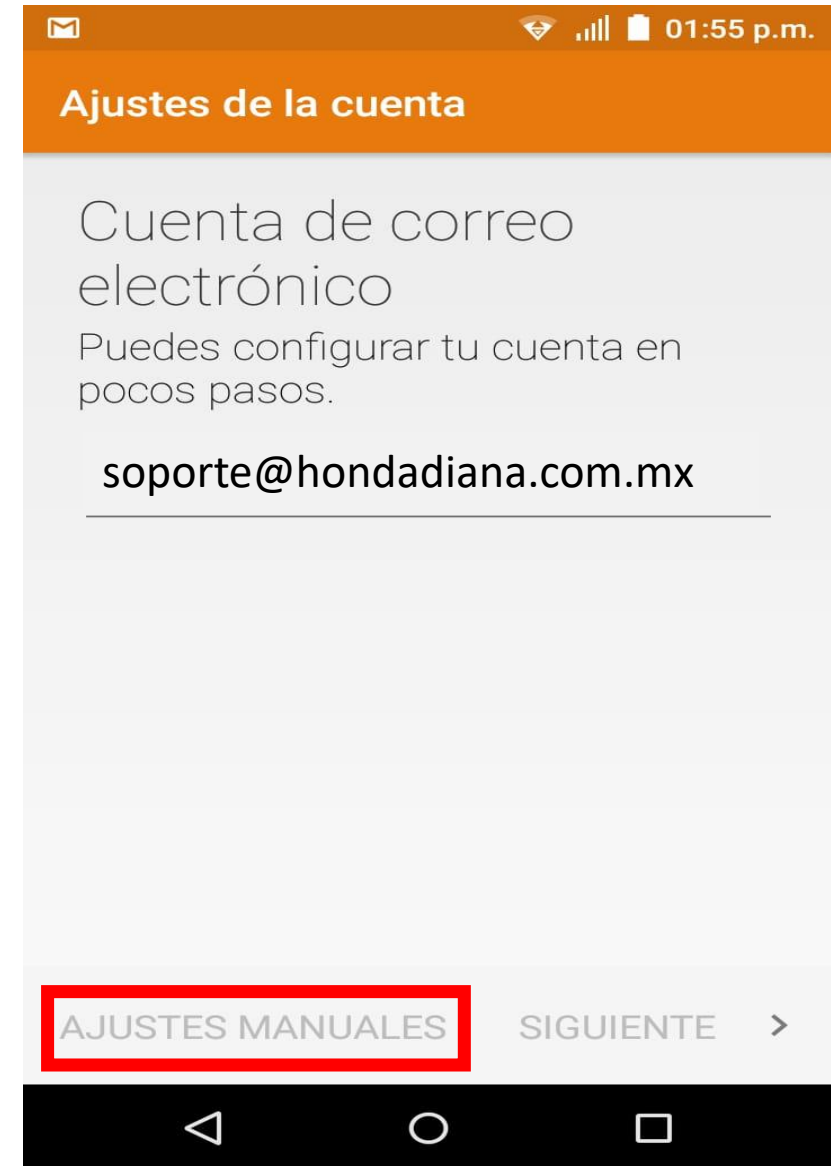 01:55 p.m.
Ajustes de la cuenta
Cuenta de correo
electrónico
Puedes configurar tu cuenta en
pocos pasos.
soporte@hondadiana.com.mx
AJUSTES MANUALES SIGUIENTE >